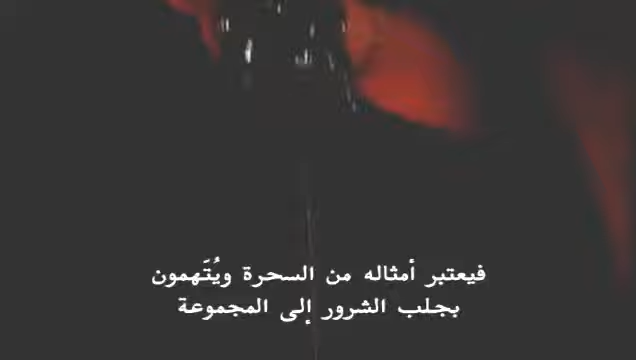 فيعتبر أمثاله من السحرة ويُتّهمون
بجلب الشرور إلى المجموعة